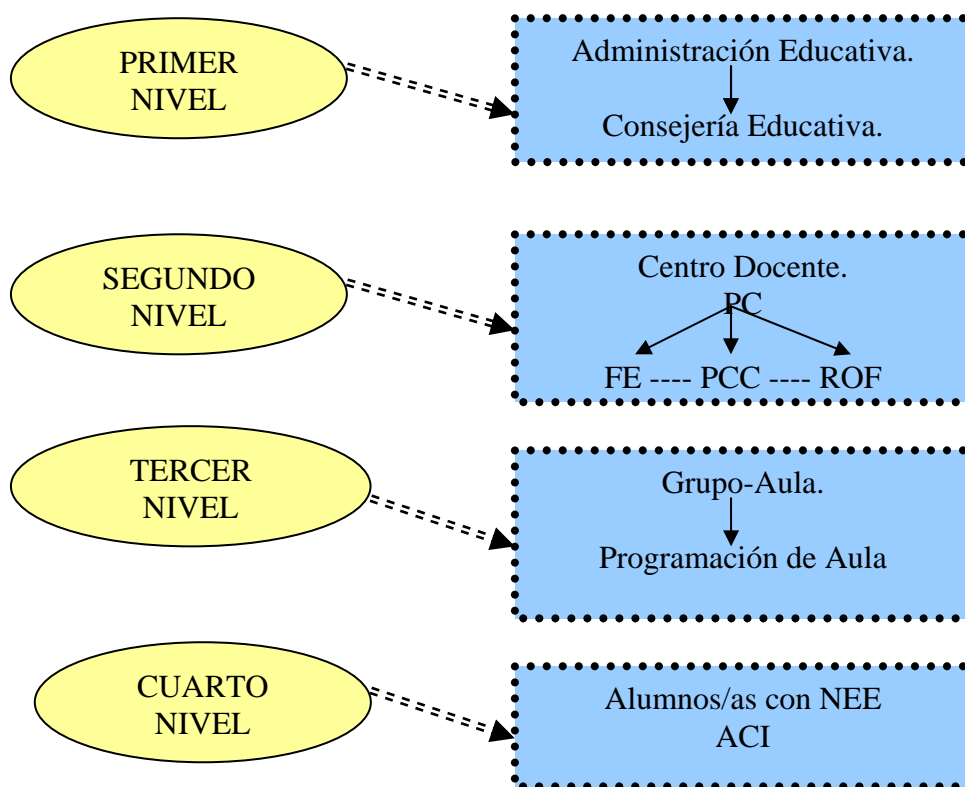 PRIMER
NIVEL
Administración Educativa.
Consejería Educativa.
SEGUNDO
NIVEL
Centro Docente.
PC
FE ---- PCC ---- ROF
TERCER
NIVEL
Grupo-Aula.
Programación de Aula
CUARTO
NIVEL
Alumnos/as con NEE
ACI